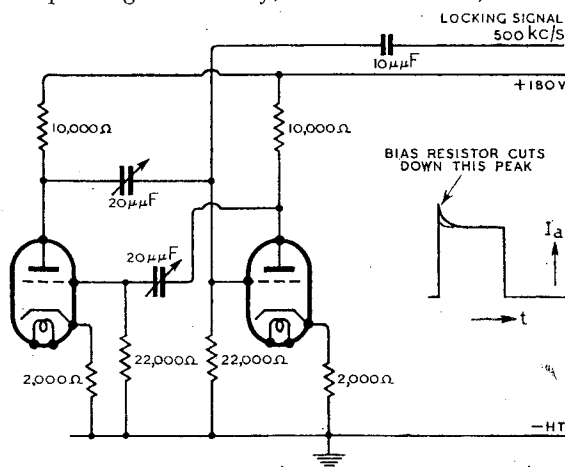 LOCKING SIGNAL
500 KC/S
10μμF
+180V
10,000Ω
10,000Ω
BIAS RESISTOR CUTS
DOWN THIS PEAK
20μμF
20μμF
Ia
t
2,000Ω
22,000Ω
22,000Ω
2,000Ω
−HT